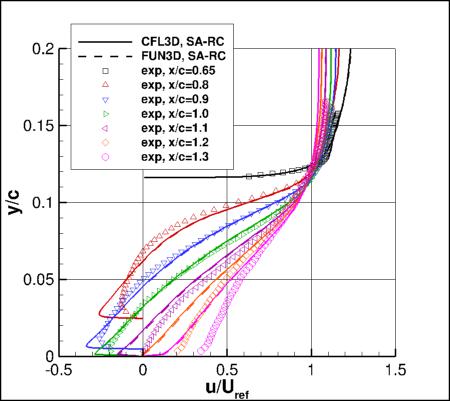 CFL3D, SA-RC
FUN3D, SA-RC
exp, x/c=0.65
exp, x/c=0.8
exp, x/c=0.9
exp, x/c=1.0
exp, x/c=1.1
exp, x/c=1.2
exp, x/c=1.3
0.2
0.15
0.1
0.05
0
y/c
-0.5 0 0.5 1 1.5
u/Uref